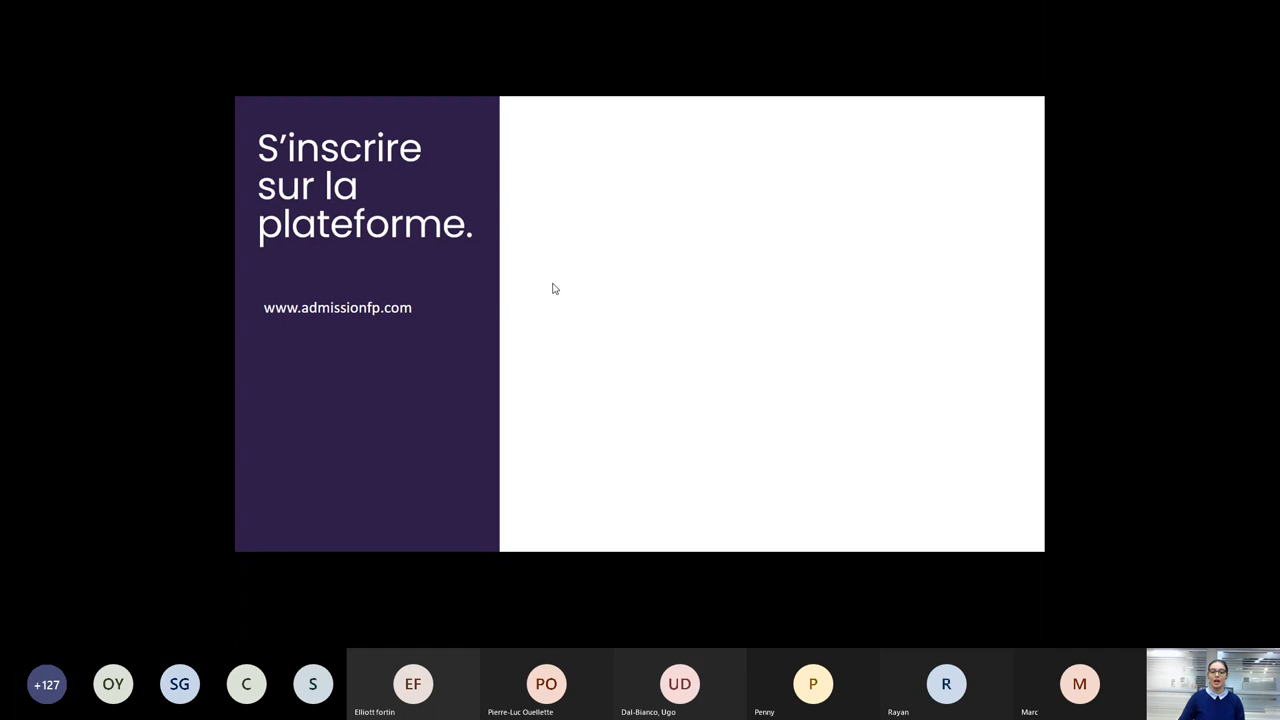 S’inscrire
sur la
plateforme.
www.admissionfp.com
+127
OY
SG
C
S
EF
PO
UD
P
R
M
Elliott fortin
Pierre-Luc Ouellette
Dal-Bianco, Ugo
Penny
Rayan
Marc